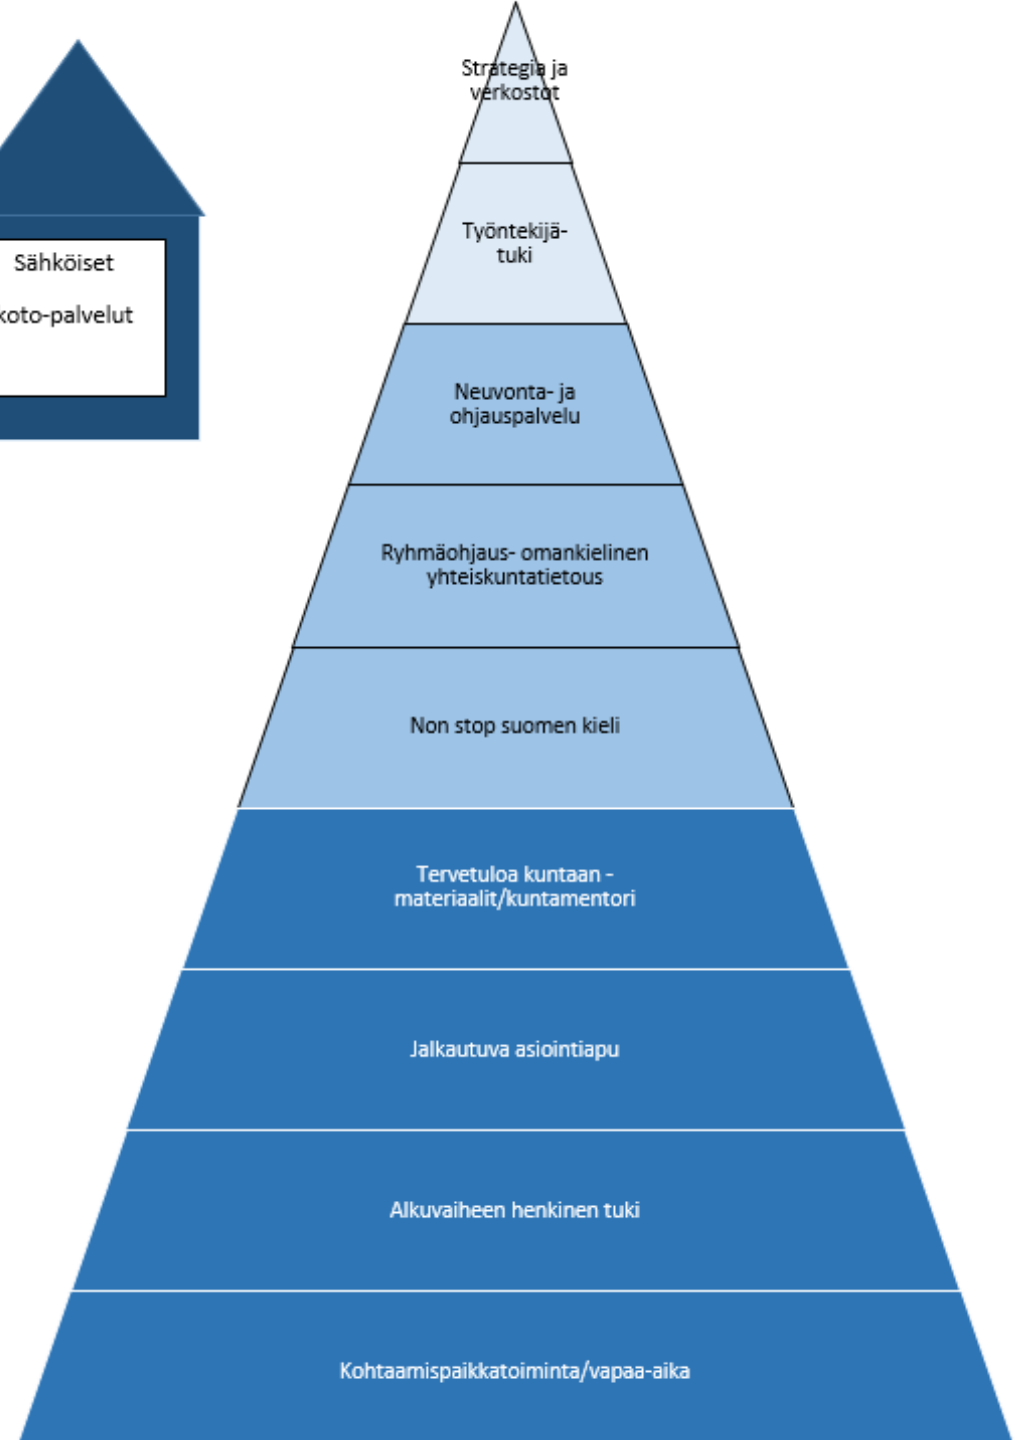 Strategia ja
verkostot
Sähköiset
koto-palvelut
Työntekijä-
tuki
Neuvonta- ja
ohjauspalvelu
Ryhmäohjaus- omankielinen
yhteiskuntatietous
Non stop suomen kieli
Tervetuloa kuntaan -
materiaalit/kuntamentori
Jalkautuva asiointiapu
Alkuvaiheen henkinen tuki
Kohtaamispaikkatoiminta/vapaa-aika